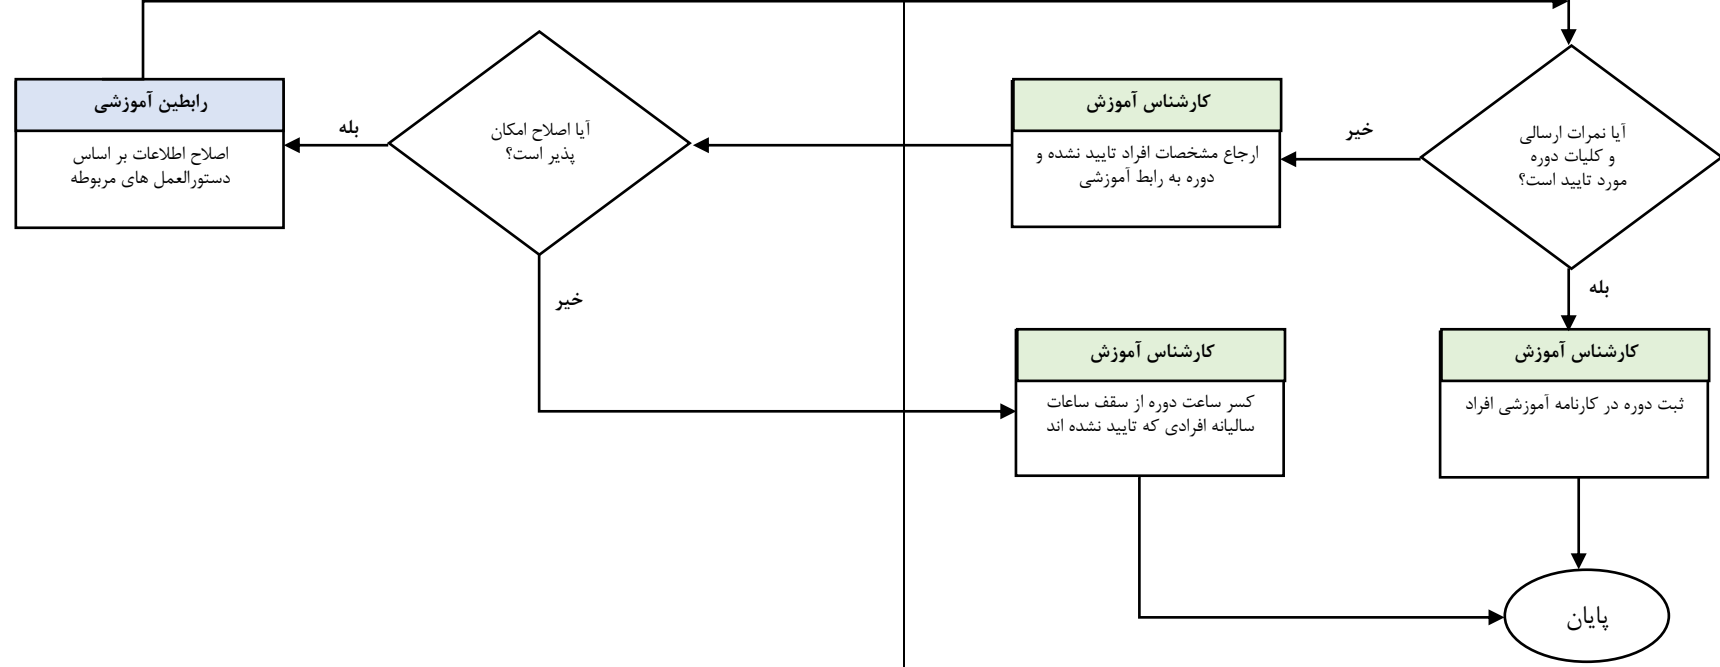 آیا نمرات ارسالی
و کلیات دوره
مورد تایید است؟
خیر
کارشناس آموزش
ارجاع مشخصات افراد تایید نشده و
دوره به رابط آموزشی
آیا اصلاح امکان
پذیر است؟
بله
رابطین آموزشی
اصلاح اطلاعات بر اساس
دستورالعمل های مربوطه
بله
کارشناس آموزش
ثبت دوره در کارنامه آموزشی افراد
خیر
کارشناس آموزش
کسر ساعت دوره از سقف ساعات
سالیانه افرادی که تایید نشده اند
پایان